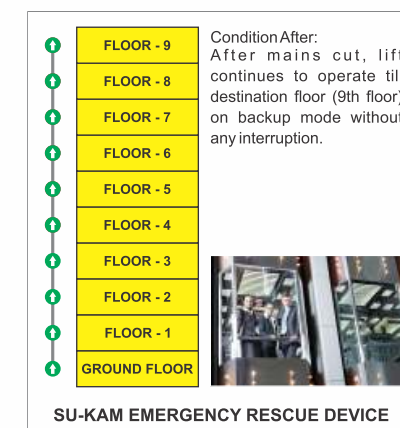 FLOOR - 9
FLOOR - 8
FLOOR - 7
FLOOR - 6
FLOOR - 5
FLOOR - 4
FLOOR - 3
FLOOR - 2
FLOOR - 1
GROUND FLOOR
Condition After:
After mains cut, lift
continues to operate til
destination floor (9th floor)
on backup mode without
any interruption.
SU-KAM EMERGENCY RESCUE DEVICE